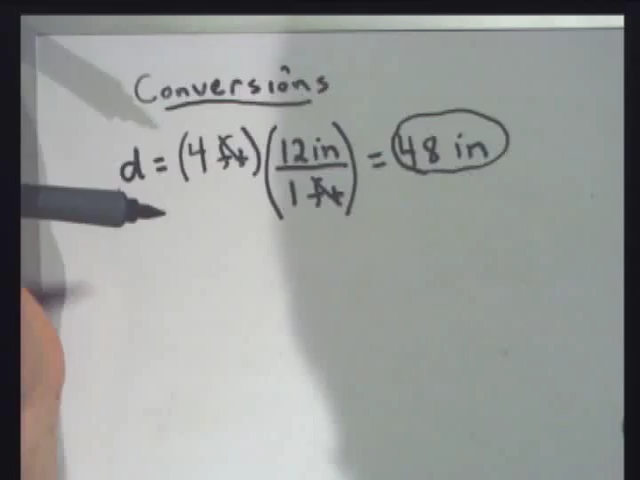 Conversions
d = (4 ft) (12 in / 1 ft) = 48 in